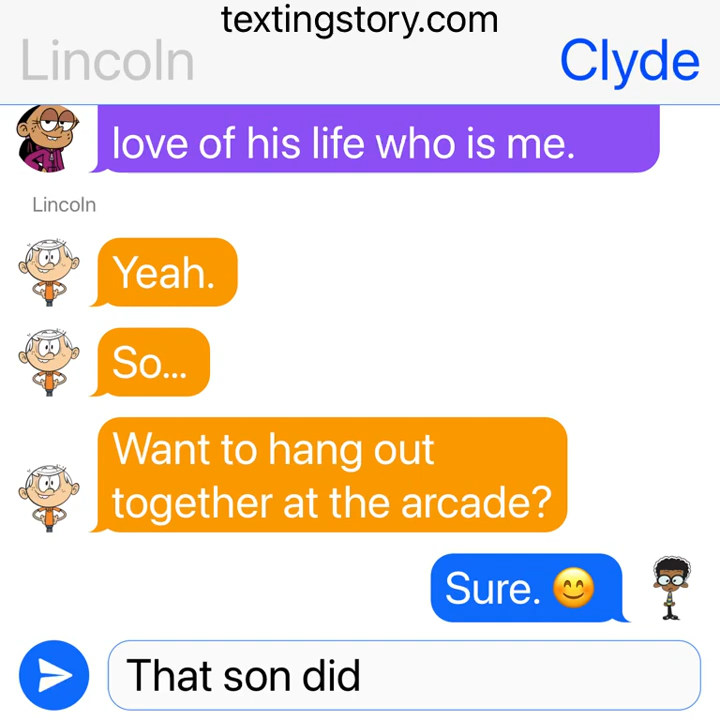 textingstory.com
Lincoln
Clyde
love of his life who is me.
Lincoln
Yeah.
So...
Want to hang out
together at the arcade?
Sure. 😊
That son did